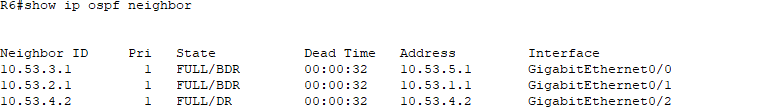 R6#show ip ospf neighbor
Neighbor ID     Pri   State           Dead Time   Address         Interface
10.53.3.1         1   FULL/BDR        00:00:32    10.53.5.1       GigabitEthernet0/0
10.53.2.1         1   FULL/BDR        00:00:32    10.53.1.1       GigabitEthernet0/1
10.53.4.2         1   FULL/DR         00:00:32    10.53.4.2       GigabitEthernet0/2